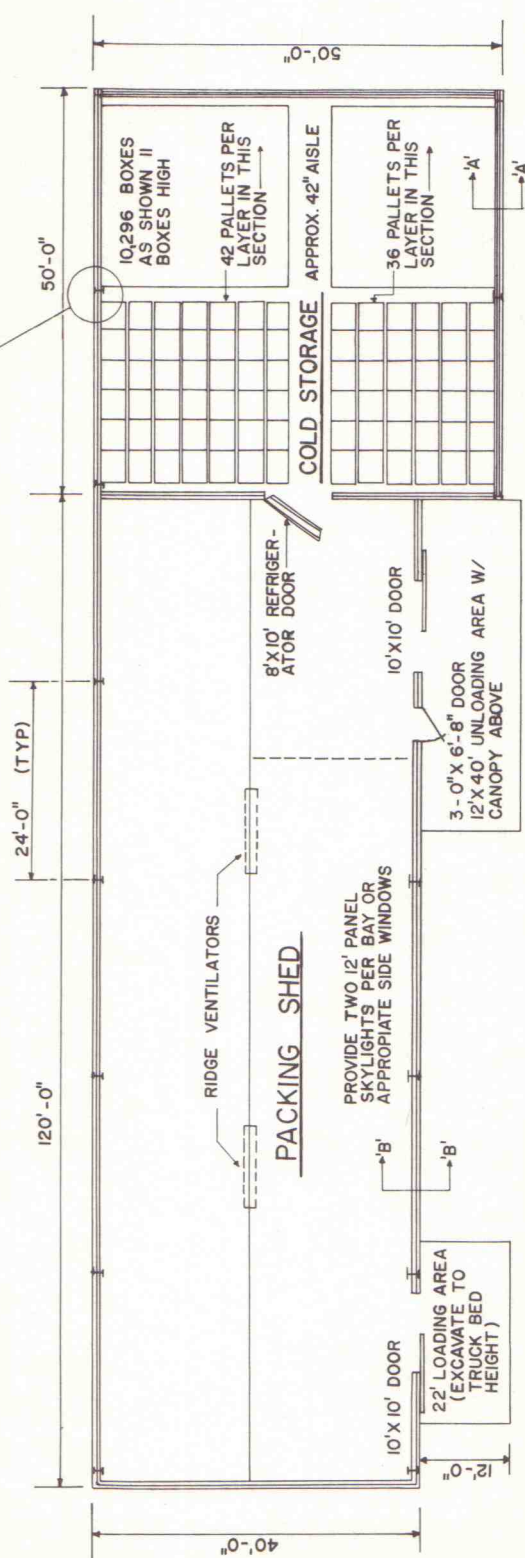 120'-0"
50'-0"
24'-0" (TYP)
50'-0"
40'-0"
12'-0"
10,296 BOXES
AS SHOWN 11
BOXES HIGH
42 PALLETS PER
LAYER IN THIS
SECTION
COLD STORAGE
APPROX. 42" AISLE
36 PALLETS PER
LAYER IN THIS
SECTION
'A'
'A'
8'X10' REFRIGER-
ATOR DOOR
10'X10' DOOR
3-0"X 6'-8" DOOR
12'X40' UNLOADING AREA W/
CANOPY ABOVE
RIDGE VENTILATORS
PACKING SHED
PROVIDE TWO 12' PANEL
SKYLIGHTS PER BAY OR
APPROPIATE SIDE WINDOWS
'B'
'B'
10'X10' DOOR
22' LOADING AREA
(EXCAVATE TO
TRUCK BED
HEIGHT)